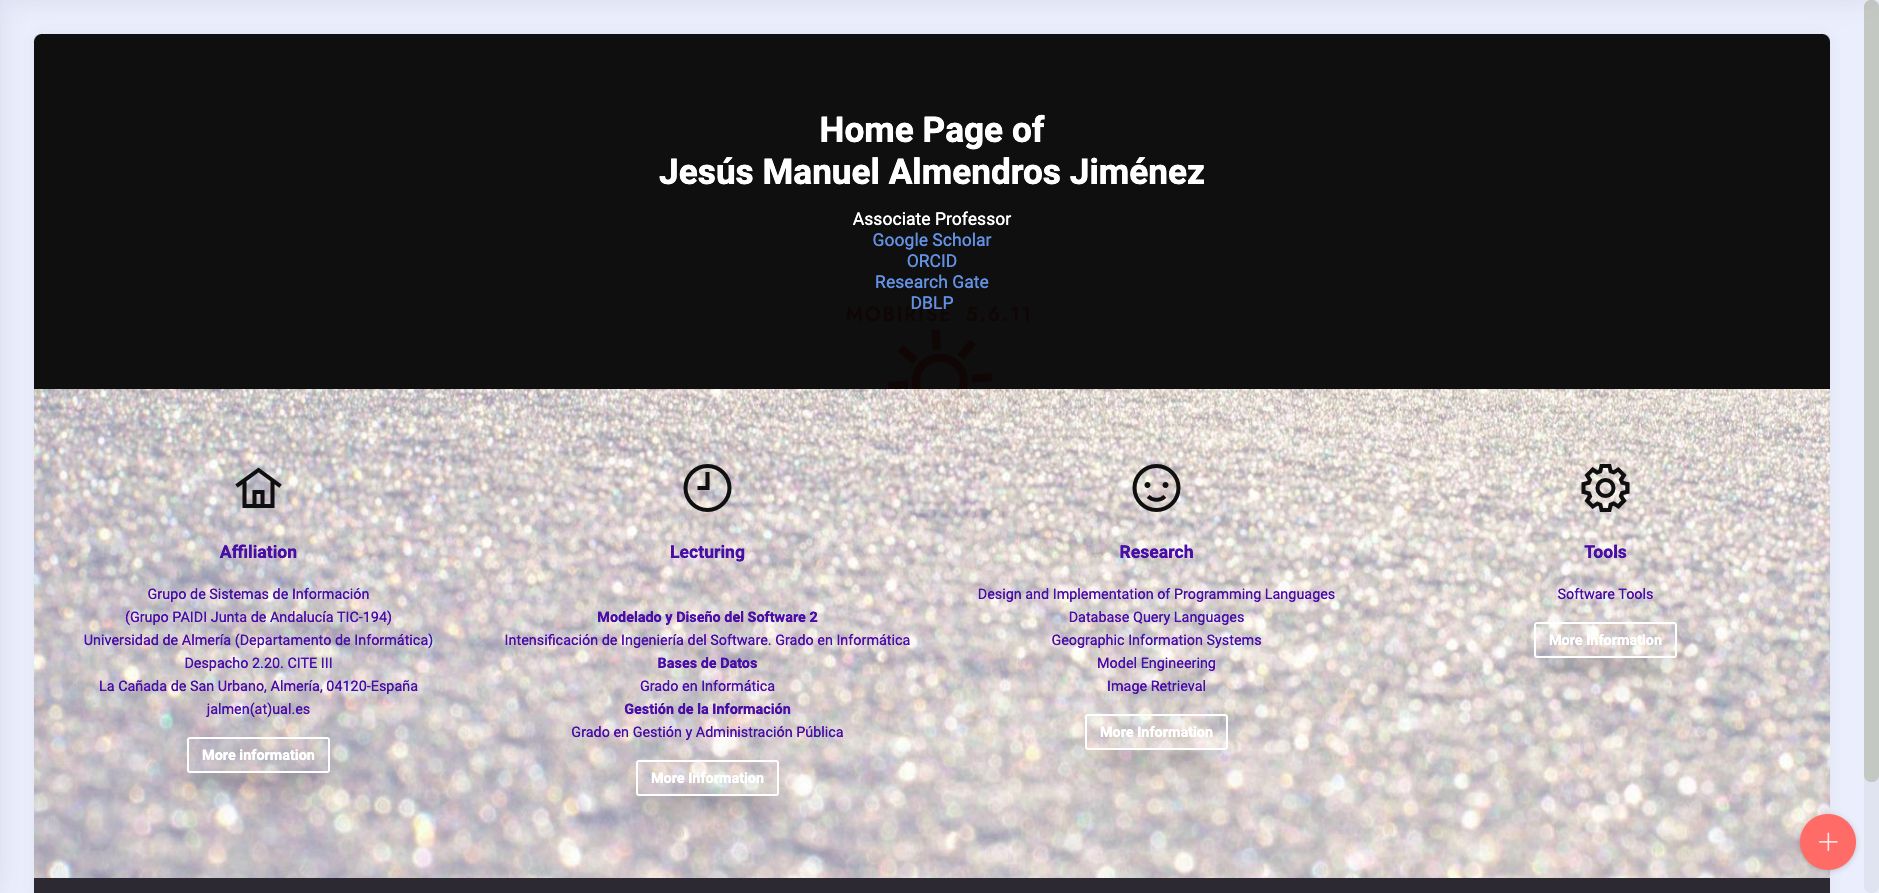 Home Page of
Jesús Manuel Almendros Jiménez
Associate Professor
Google Scholar
ORCID
Research Gate
DBLP
MOBIRISE 5.6.11
Affiliation
Grupo de Sistemas de Información
(Grupo PAIDI Junta de Andalucía TIC-194)
Universidad de Almería (Departamento de Informática)
Despacho 2.20. CITE III
La Cañada de San Urbano, Almería, 04120-España
jalmen(at)ual.es
More information
Lecturing
Modelado y Diseño del Software 2
Intensificación de Ingeniería del Software. Grado en Informática
Bases de Datos
Grado en Informática
Gestión de la Información
Grado en Gestión y Administración Pública
More Information
Research
Design and Implementation of Programming Languages
Database Query Languages
Geographic Information Systems
Model Engineering
Image Retrieval
More Information
Tools
Software Tools
More Information